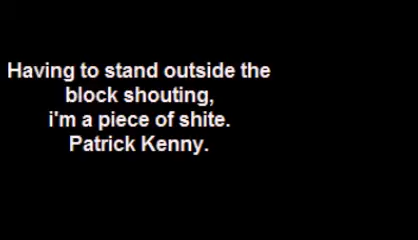 Having to stand outside the
block shouting,
i'm a piece of shite.
Patrick Kenny.